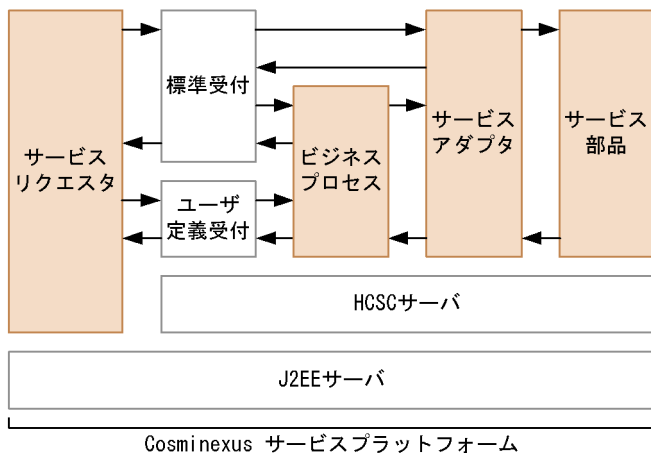 標準受付
サービス
リクエスタ
ビジネス
プロセス
サービス
アダプタ
サービス
部品
ユーザ
定義受付
HCSCサーバ
J2EEサーバ
Cosminexus サービスプラットフォーム